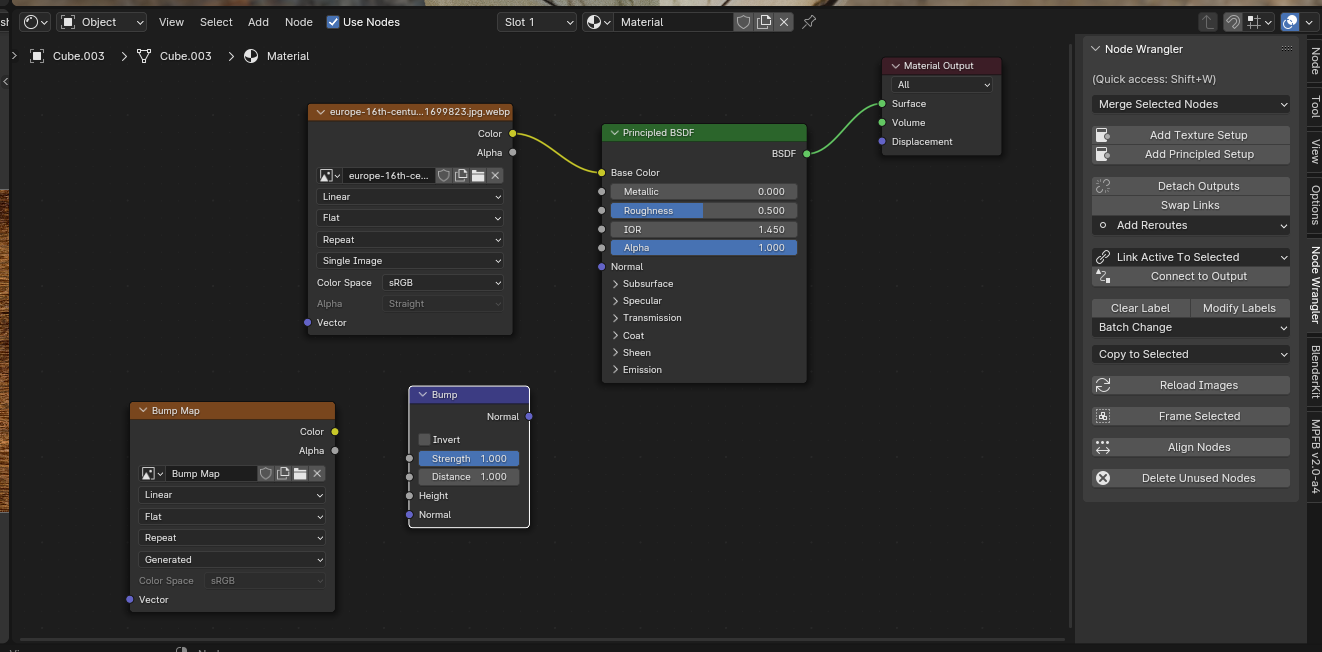 Object View Select Add Node Use Nodes Slot 1 Material
Cube.003 Cube.003 Material
europe-16th-centu...1699823.jpg.webp
Color
Alpha
europe-16th-ce...
Linear
Flat
Repeat
Single Image
Color Space sRGB
Alpha Straight
Vector
Principled BSDF
BSDF
Base Color
Metallic 0.000
Roughness 0.500
IOR 1.450
Alpha 1.000
Normal
Subsurface
Specular
Transmission
Coat
Sheen
Emission
Material Output
All
Surface
Volume
Displacement
Bump Map
Color
Alpha
Bump Map
Linear
Flat
Repeat
Generated
Color Space sRGB
Vector
Bump
Normal
Invert
Strength 1.000
Distance 1.000
Height
Normal
Node Wrangler
(Quick access: Shift+W)
Merge Selected Nodes
Add Texture Setup
Add Principled Setup
Detach Outputs
Swap Links
Add Reroutes
Link Active To Selected
Connect to Output
Clear Label Modify Labels
Batch Change
Copy to Selected
Reload Images
Frame Selected
Align Nodes
Delete Unused Nodes
Node
Tool
View
Options
Node Wrangler
BlenderKit
MPFB v2.0-a4